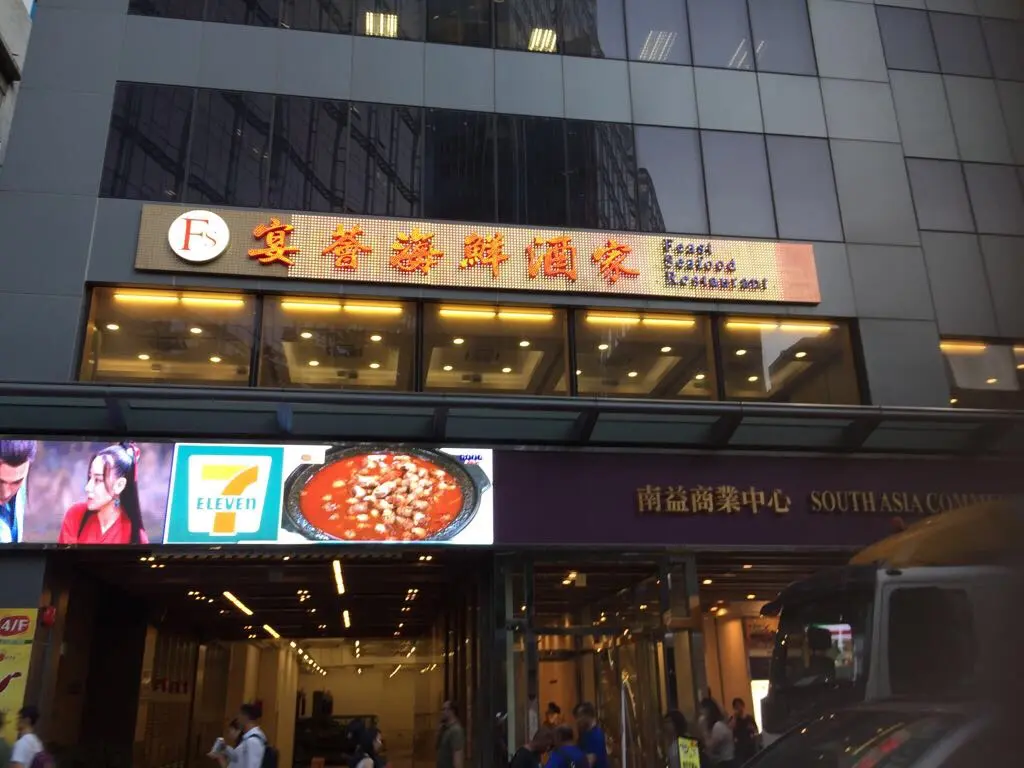 Fs
宴薈海鮮酒家
Feast
Seafood
Restaurant
7
ELEVEN
南益商業中心 SOUTH ASIA
4/F